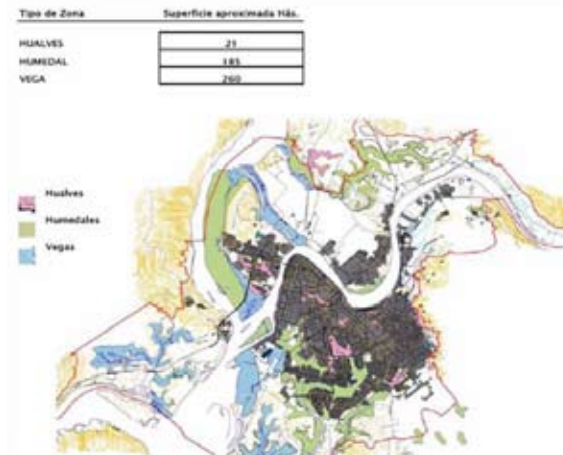 Tipo de Zona Superficie aproximada Hás.
HUALVES 21
HUMEDAL 185
VEGA 260
Hualves
Humedales
Vegas